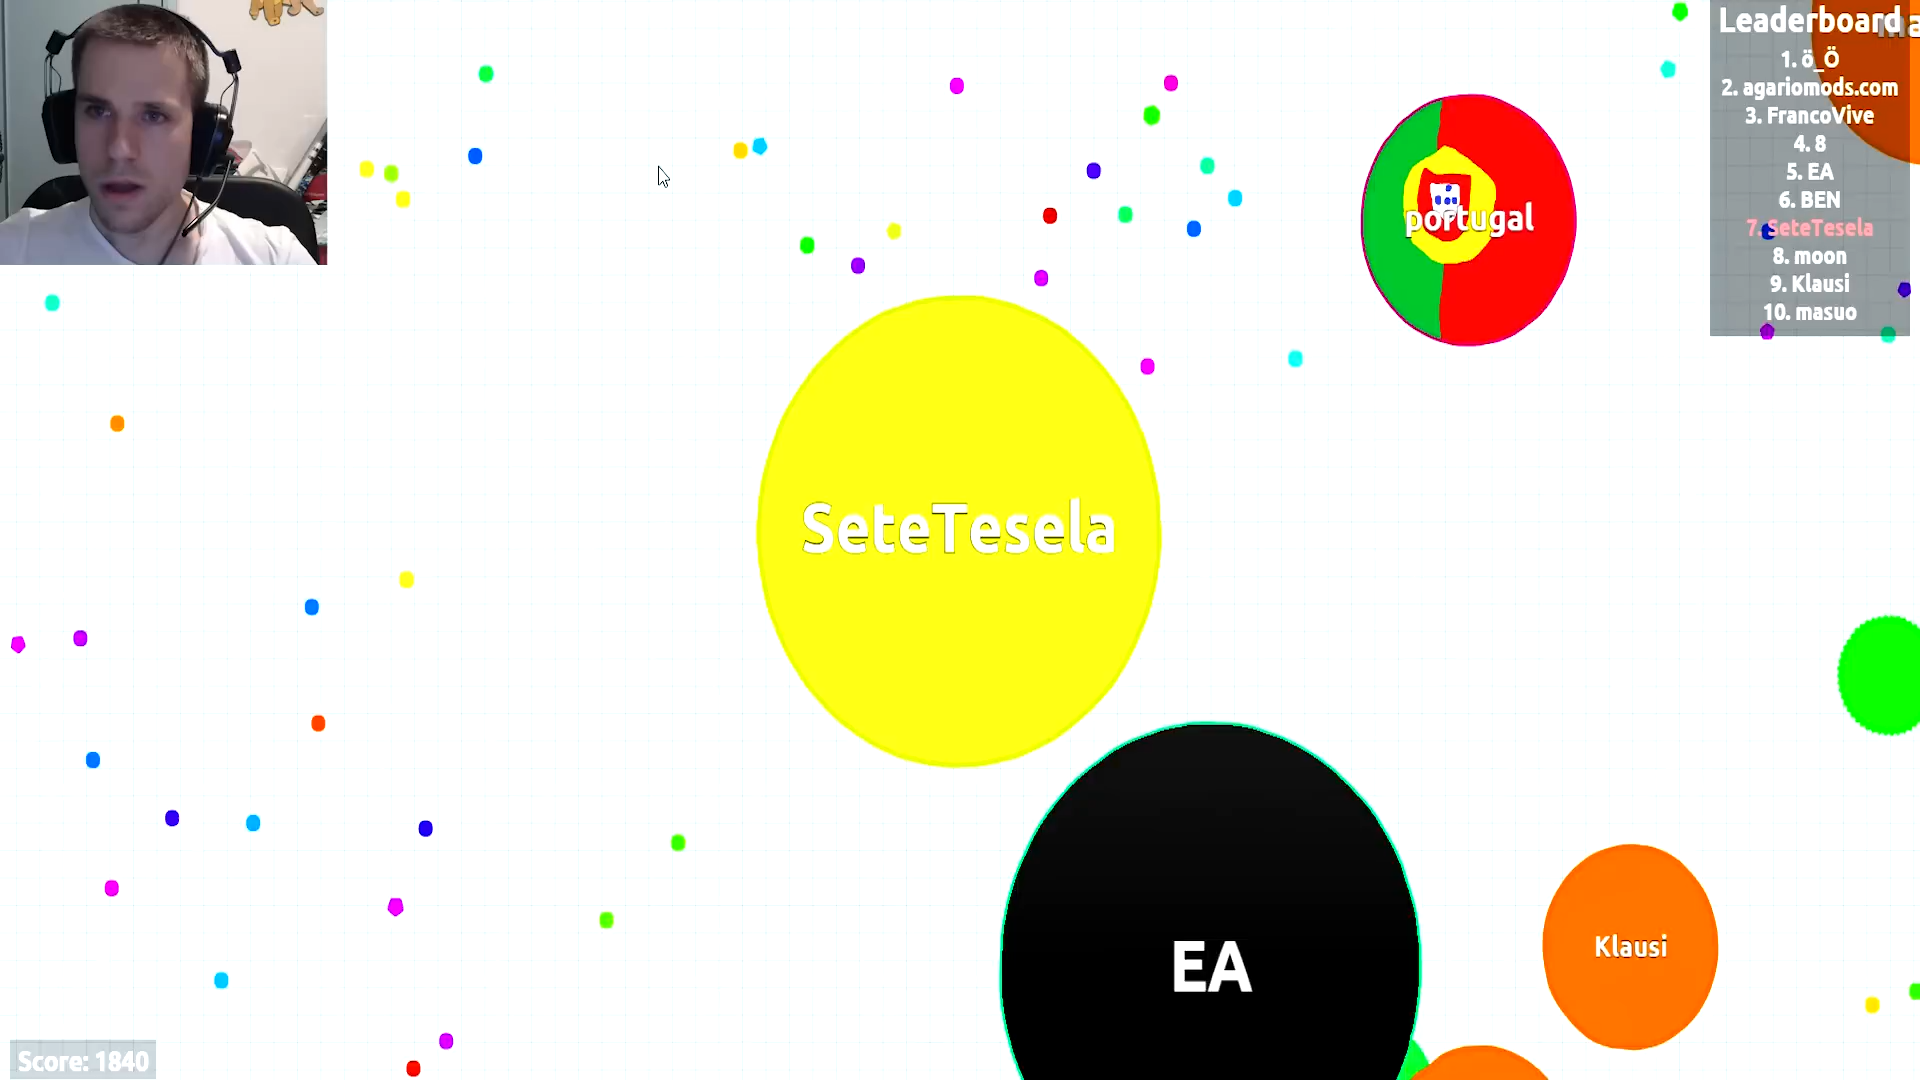 Leaderboard
1. ö_Ö
2. agariomods.com
3. FrancoVive
4. 8
5. EA
6. BEN
7. SeteTesela
8. moon
9. Klausi
10. masuo
portugal
SeteTesela
EA
Klausi
Score: 1840